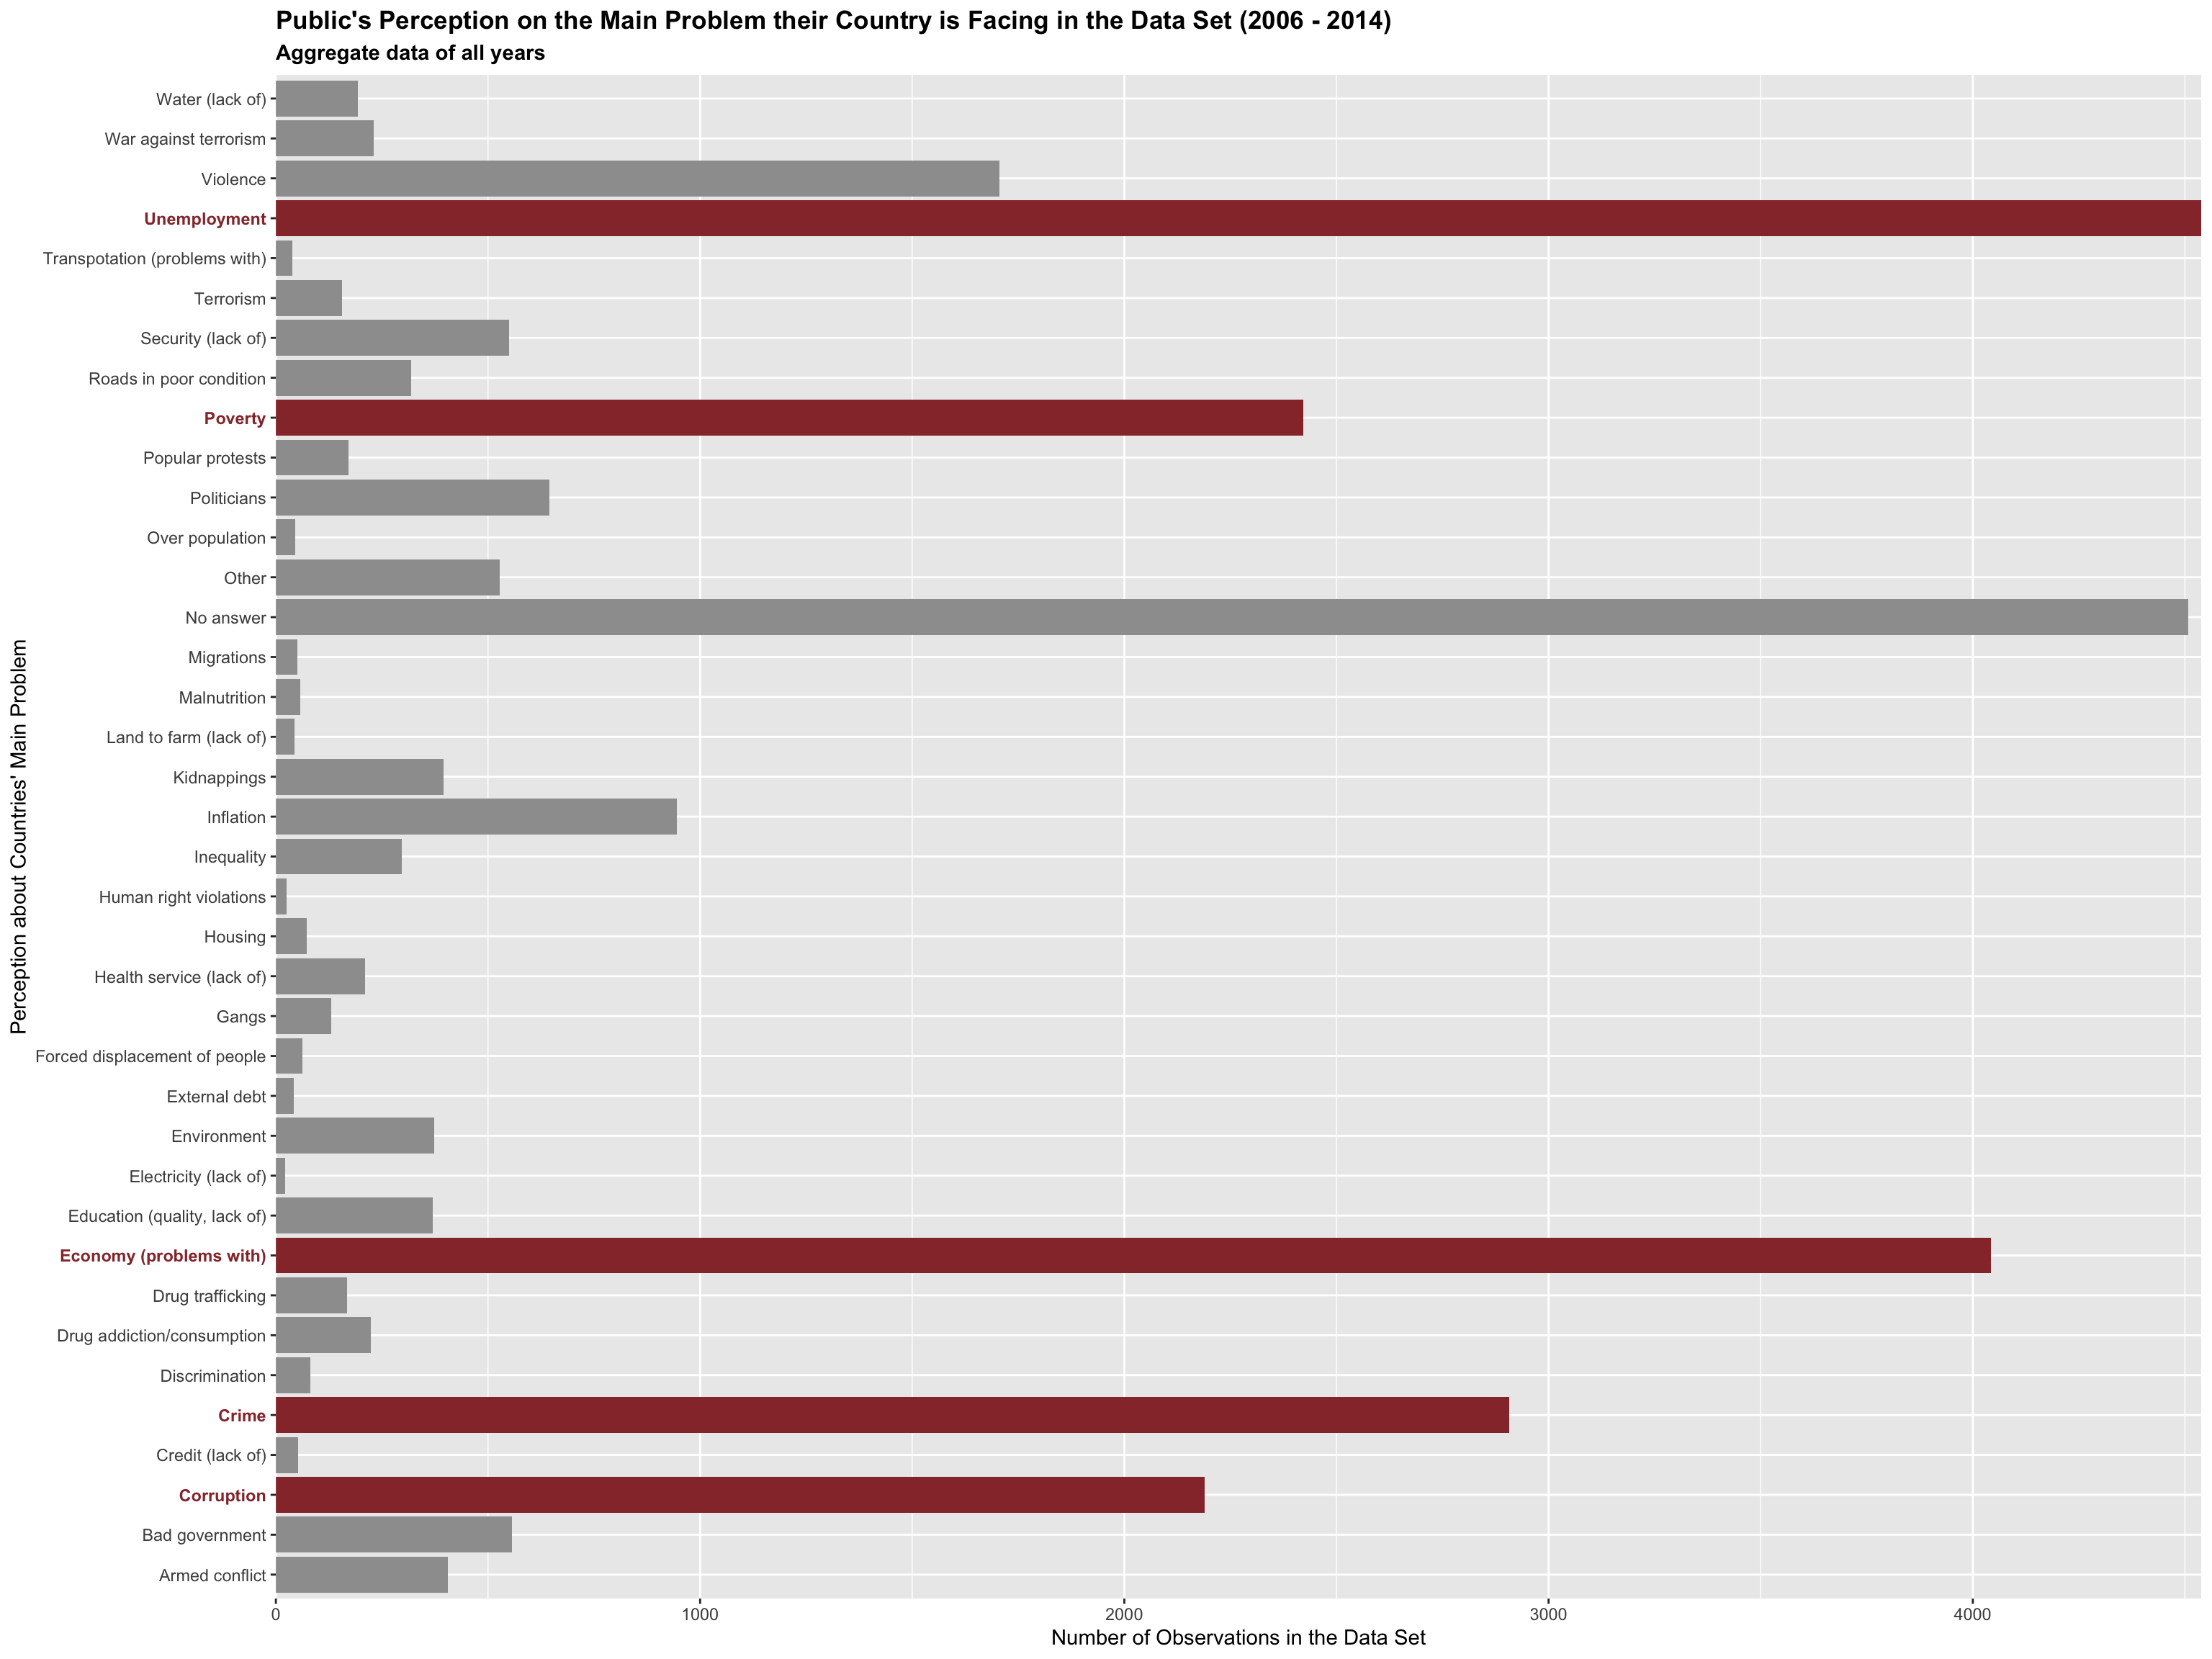 Public's Perception on the Main Problem their Country is Facing in the Data Set (2006 - 2014)
Aggregate data of all years
Perception about Countries' Main Problem
Water (lack of)
War against terrorism
Violence
Unemployment
Transpotation (problems with)
Terrorism
Security (lack of)
Roads in poor condition
Poverty
Popular protests
Politicians
Over population
Other
No answer
Migrations
Malnutrition
Land to farm (lack of)
Kidnappings
Inflation
Inequality
Human right violations
Housing
Health service (lack of)
Gangs
Forced displacement of people
External debt
Environment
Electricity (lack of)
Education (quality, lack of)
Economy (problems with)
Drug trafficking
Drug addiction/consumption
Discrimination
Crime
Credit (lack of)
Corruption
Bad government
Armed conflict
0 1000 2000 3000 4000
Number of Observations in the Data Set